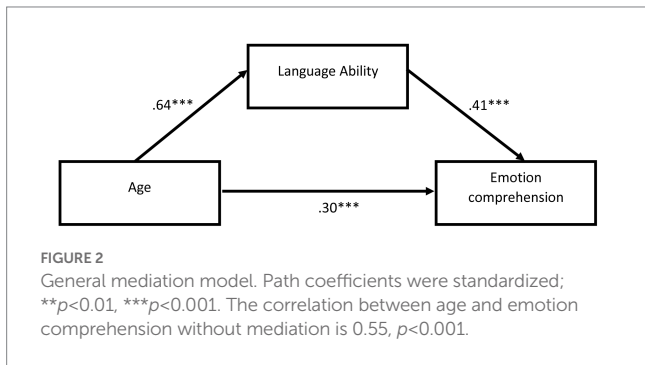 Language Ability
.64***
.41***
Age
Emotion
comprehension
.30***
FIGURE 2
General mediation model. Path coefficients were standardized;
**p<0.01, ***p<0.001. The correlation between age and emotion
comprehension without mediation is 0.55, p<0.001.